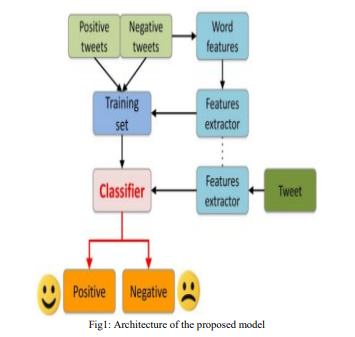 Positive
tweets
Negative
tweets
Word
features
Training
set
Features
extractor
Classifier
Features
extractor
Tweet
Positive
Negative
Fig1: Architecture of the proposed model